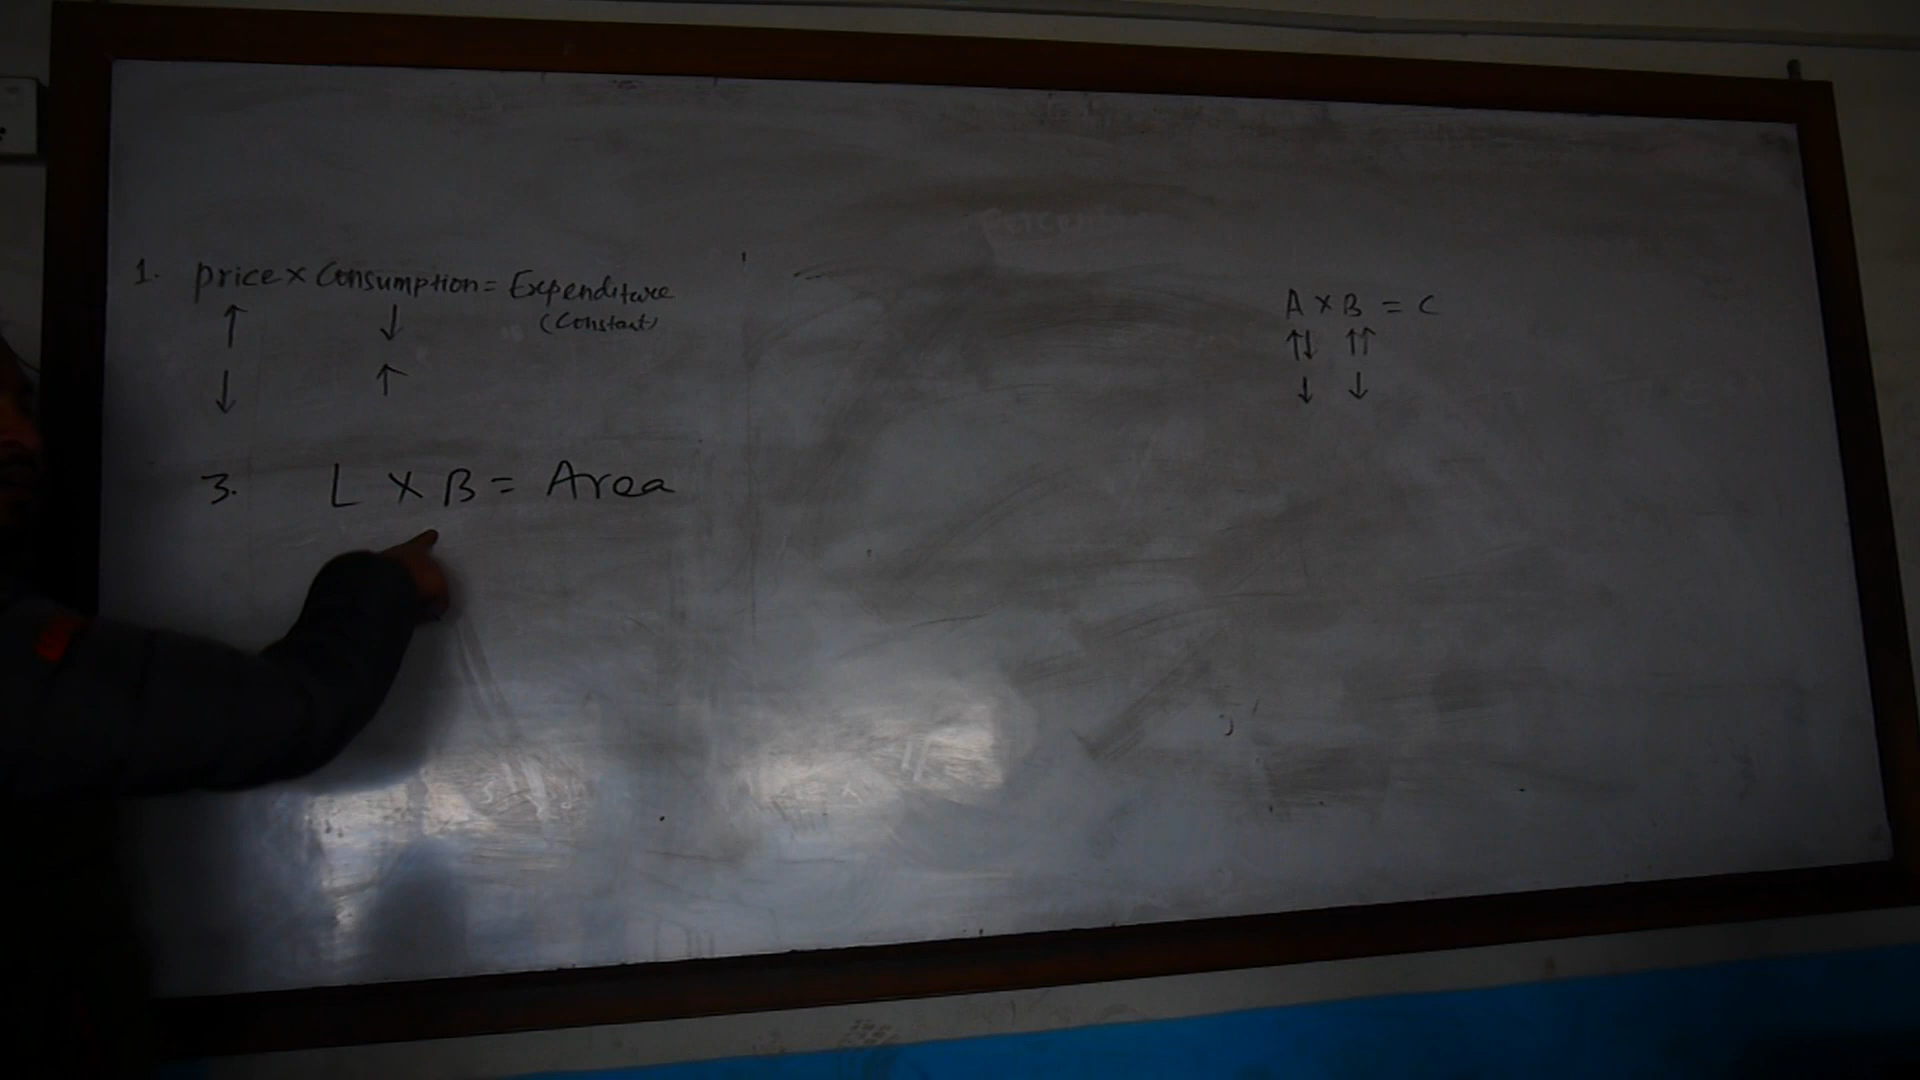 1. price × Consumption = Expenditure
(Constant)
↑ ↓
↓ ↑
3. L × B = Area
A × B = C
↑↓ ↑↑
↓ ↓